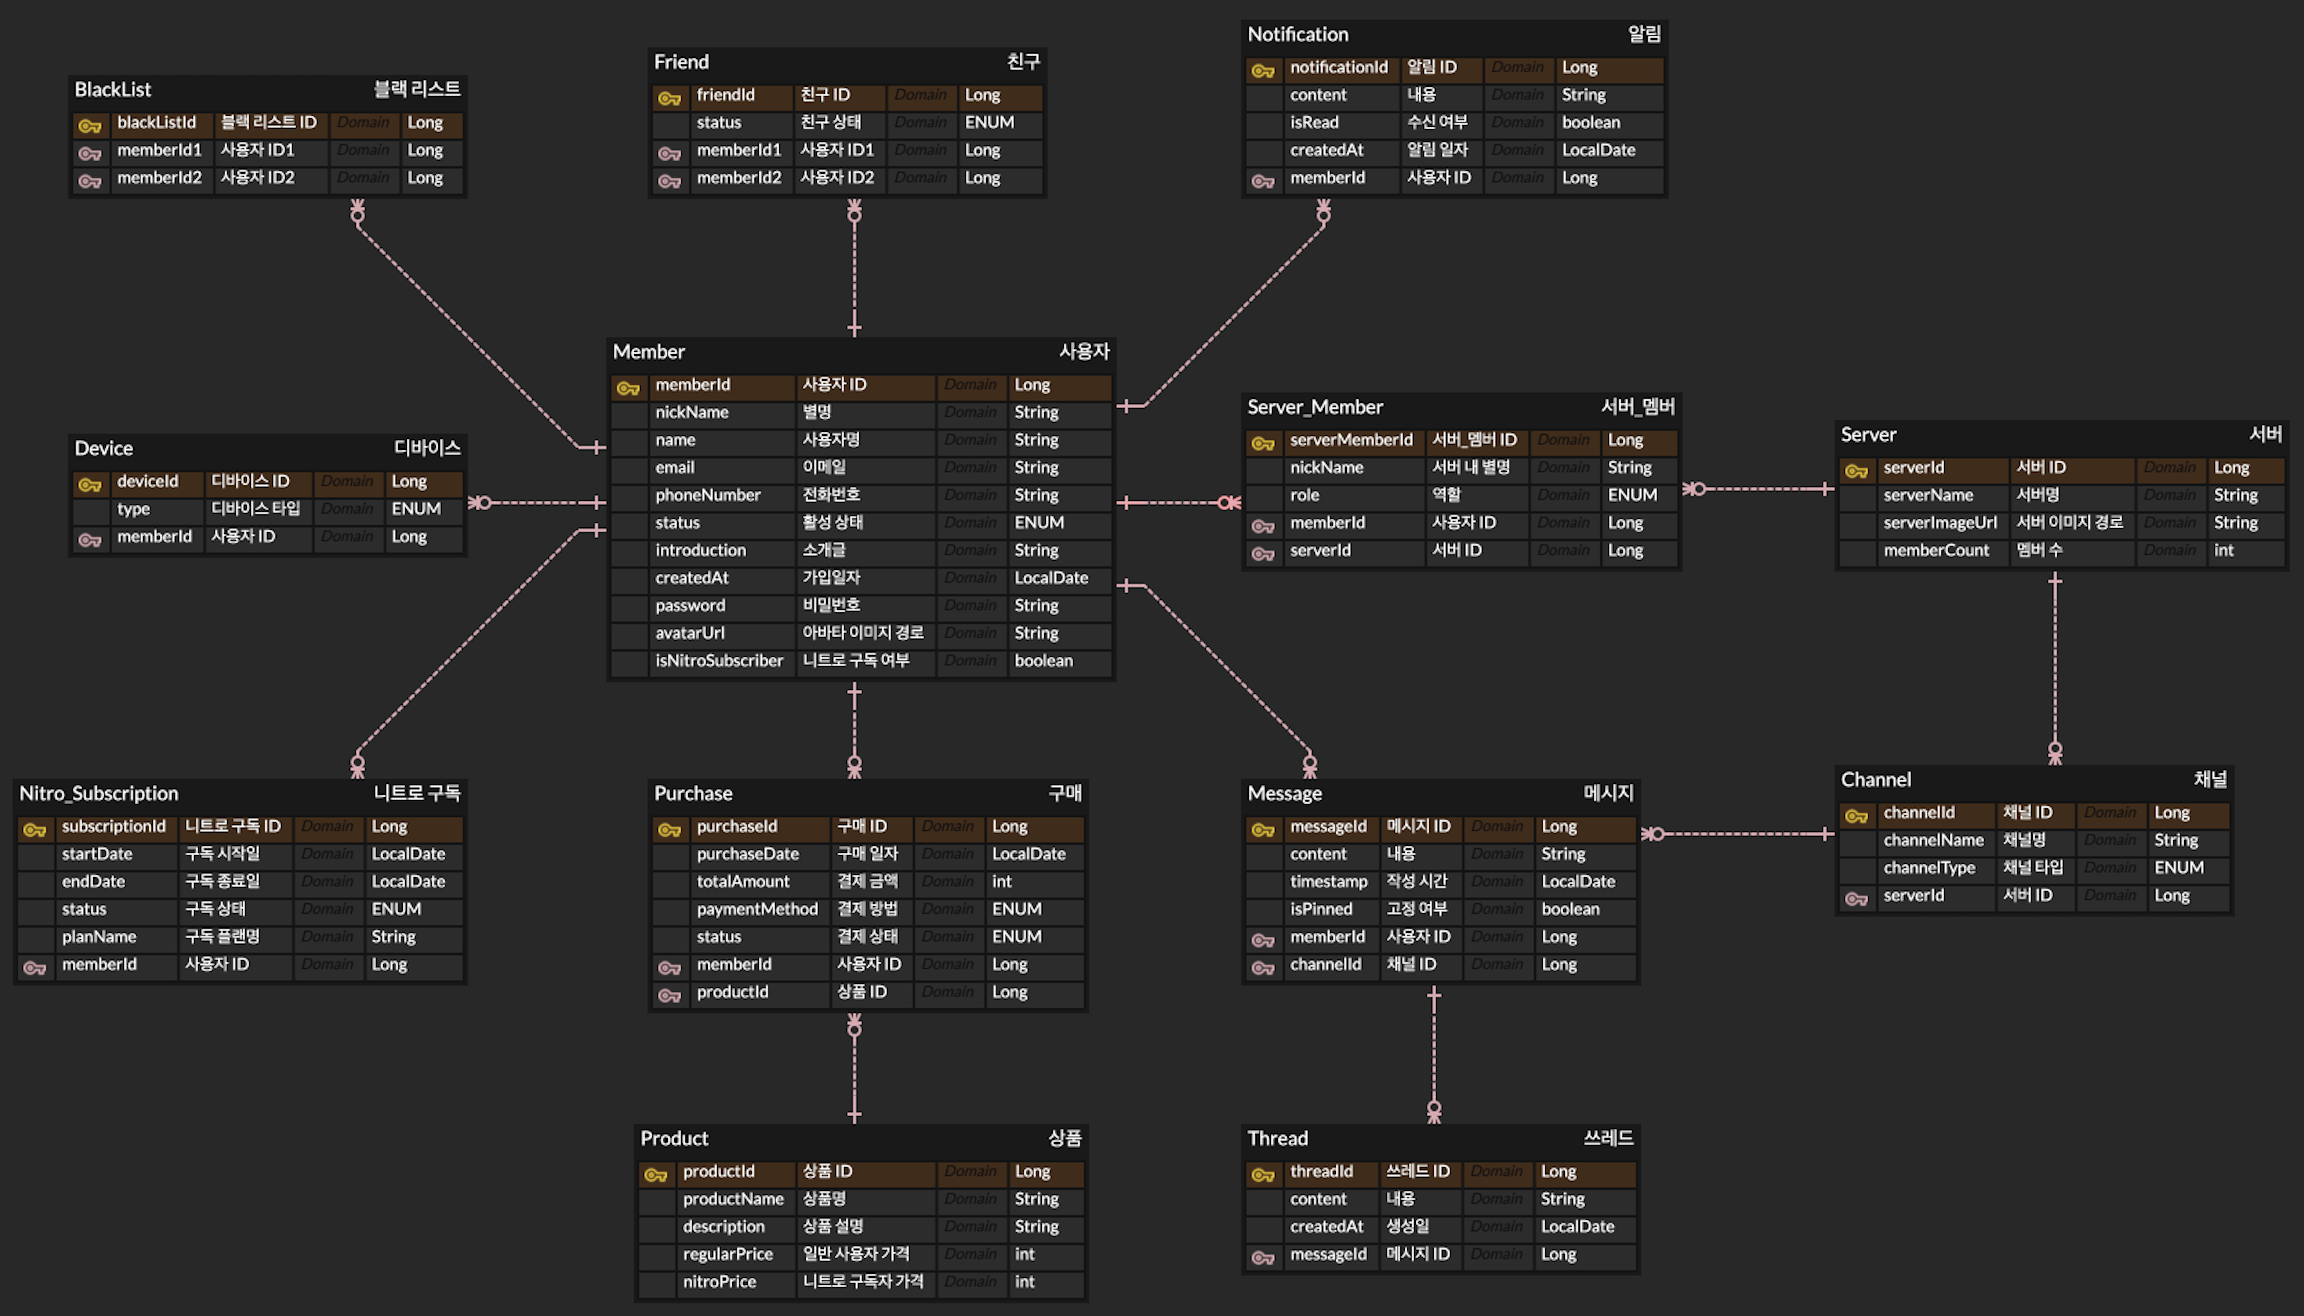 BlackList 블랙 리스트
blackListId 블랙 리스트 ID Domain Long
memberId1 사용자 ID1 Domain Long
memberId2 사용자 ID2 Domain Long
Friend 친구
friendId 친구 ID Domain Long
status 친구 상태 Domain ENUM
memberId1 사용자 ID1 Domain Long
memberId2 사용자 ID2 Domain Long
Notification 알림
notificationId 알림 ID Domain Long
content 내용 Domain String
isRead 수신 여부 Domain boolean
createdAt 알림 일자 Domain LocalDate
memberId 사용자 ID Domain Long
Device 디바이스
deviceId 디바이스 ID Domain Long
type 디바이스 타입 Domain ENUM
memberId 사용자 ID Domain Long
Member 사용자
memberId 사용자 ID Domain Long
nickName 별명 Domain String
name 사용자명 Domain String
email 이메일 Domain String
phoneNumber 전화번호 Domain String
status 활성 상태 Domain ENUM
introduction 소개글 Domain String
createdAt 가입일자 Domain LocalDate
password 비밀번호 Domain String
avatarUrl 아바타 이미지 경로 Domain String
isNitroSubscriber 니트로 구독 여부 Domain boolean
Server_Member 서버_멤버
serverMemberId 서버_멤버 ID Domain Long
nickName 서버 내 별명 Domain String
role 역할 Domain ENUM
memberId 사용자 ID Domain Long
serverId 서버 ID Domain Long
Server 서버
serverId 서버 ID Domain Long
serverName 서버명 Domain String
serverImageUrl 서버 이미지 경로 Domain String
memberCount 멤버 수 Domain int
Nitro_Subscription 니트로 구독
subscriptionId 니트로 구독 ID Domain Long
startDate 구독 시작일 Domain LocalDate
endDate 구독 종료일 Domain LocalDate
status 구독 상태 Domain ENUM
planName 구독 플랜명 Domain String
memberId 사용자 ID Domain Long
Purchase 구매
purchaseId 구매 ID Domain Long
purchaseDate 구매 일자 Domain LocalDate
totalAmount 결제 금액 Domain int
paymentMethod 결제 방법 Domain ENUM
status 결제 상태 Domain ENUM
memberId 사용자 ID Domain Long
productId 상품 ID Domain Long
Message 메시지
messageId 메시지 ID Domain Long
content 내용 Domain String
timestamp 작성 시간 Domain LocalDate
isPinned 고정 여부 Domain boolean
memberId 사용자 ID Domain Long
channelId 채널 ID Domain Long
Channel 채널
channelId 채널 ID Domain Long
channelName 채널명 Domain String
channelType 채널 타입 Domain ENUM
serverId 서버 ID Domain Long
Product 상품
productId 상품 ID Domain Long
productName 상품명 Domain String
description 상품 설명 Domain String
regularPrice 일반 사용자 가격 Domain int
nitroPrice 니트로 구독자 가격 Domain int
Thread 쓰레드
threadId 쓰레드 ID Domain Long
content 내용 Domain String
createdAt 생성일 Domain LocalDate
messageId 메시지 ID Domain Long